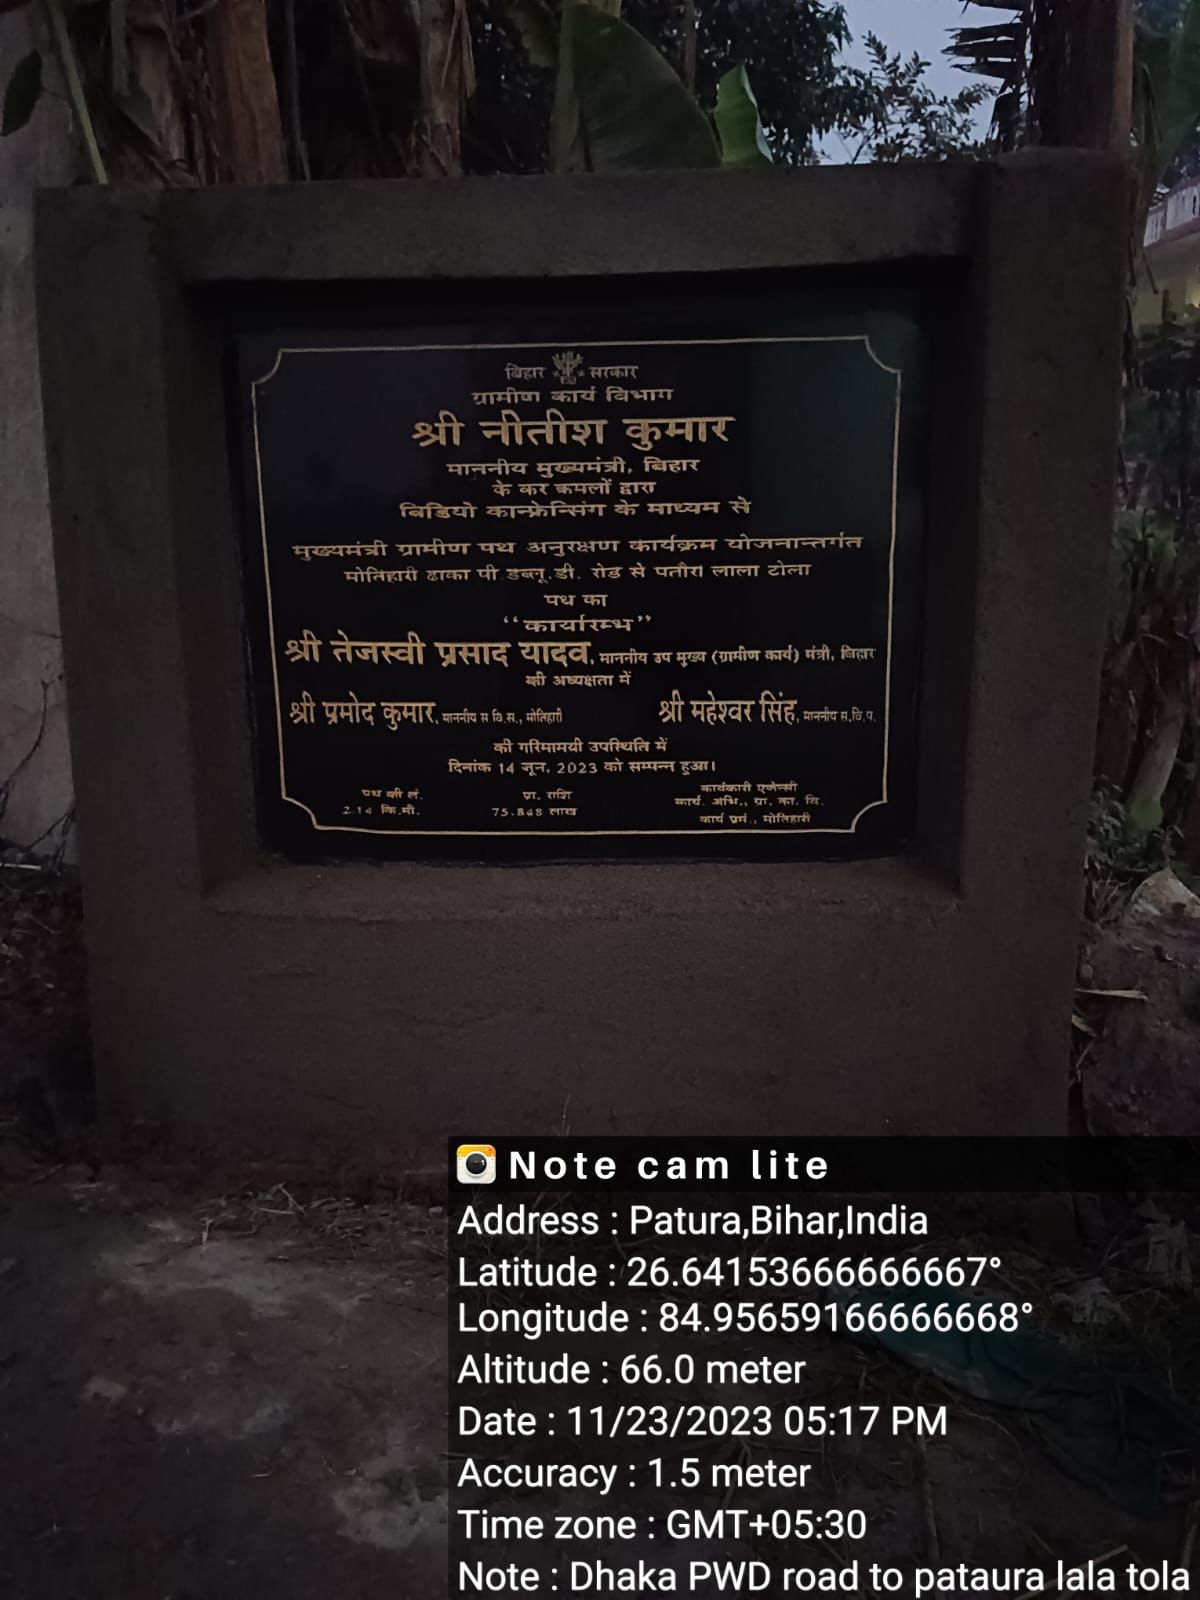 बिहार सरकार
ग्रामीण कार्य विभाग
श्री नीतीश कुमार
माननीय मुख्यमंत्री, बिहार
के कर कमलों द्वारा
विडियो कान्फ्रेन्सिंग के माध्यम से
मुख्यमंत्री ग्रामीण पथ अनुरक्षण कार्यक्रम योजनान्तर्गत
मोतिहारी ढाका पी.डबलू.डी. रोड से पतौरा लाला टोला
पथ का
“कार्यारम्भ”
श्री तेजस्वी प्रसाद यादव, माननीय उप मुख्य (ग्रामीण कार्य) मंत्री, बिहार
की अध्यक्षता में
श्री प्रमोद कुमार, माननीय स.वि.स., मोतिहारी श्री महेश्वर सिंह, माननीय स.वि.प.
की गरिमामयी उपस्थिति में
दिनांक 14 जून, 2023 को सम्पन्न हुआ।
पथ की लं. प्रा. राशि कार्यकारी एजेन्सी
2.14 कि.मी. 75.848 लाख कार्य. अभि., ग्रा. का. वि.
कार्य प्रमं., मोतिहारी
Note cam lite
Address : Patura,Bihar,India
Latitude : 26.64153666666667°
Longitude : 84.95659166666668°
Altitude : 66.0 meter
Date : 11/23/2023 05:17 PM
Accuracy : 1.5 meter
Time zone : GMT+05:30
Note : Dhaka PWD road to pataura lala tola